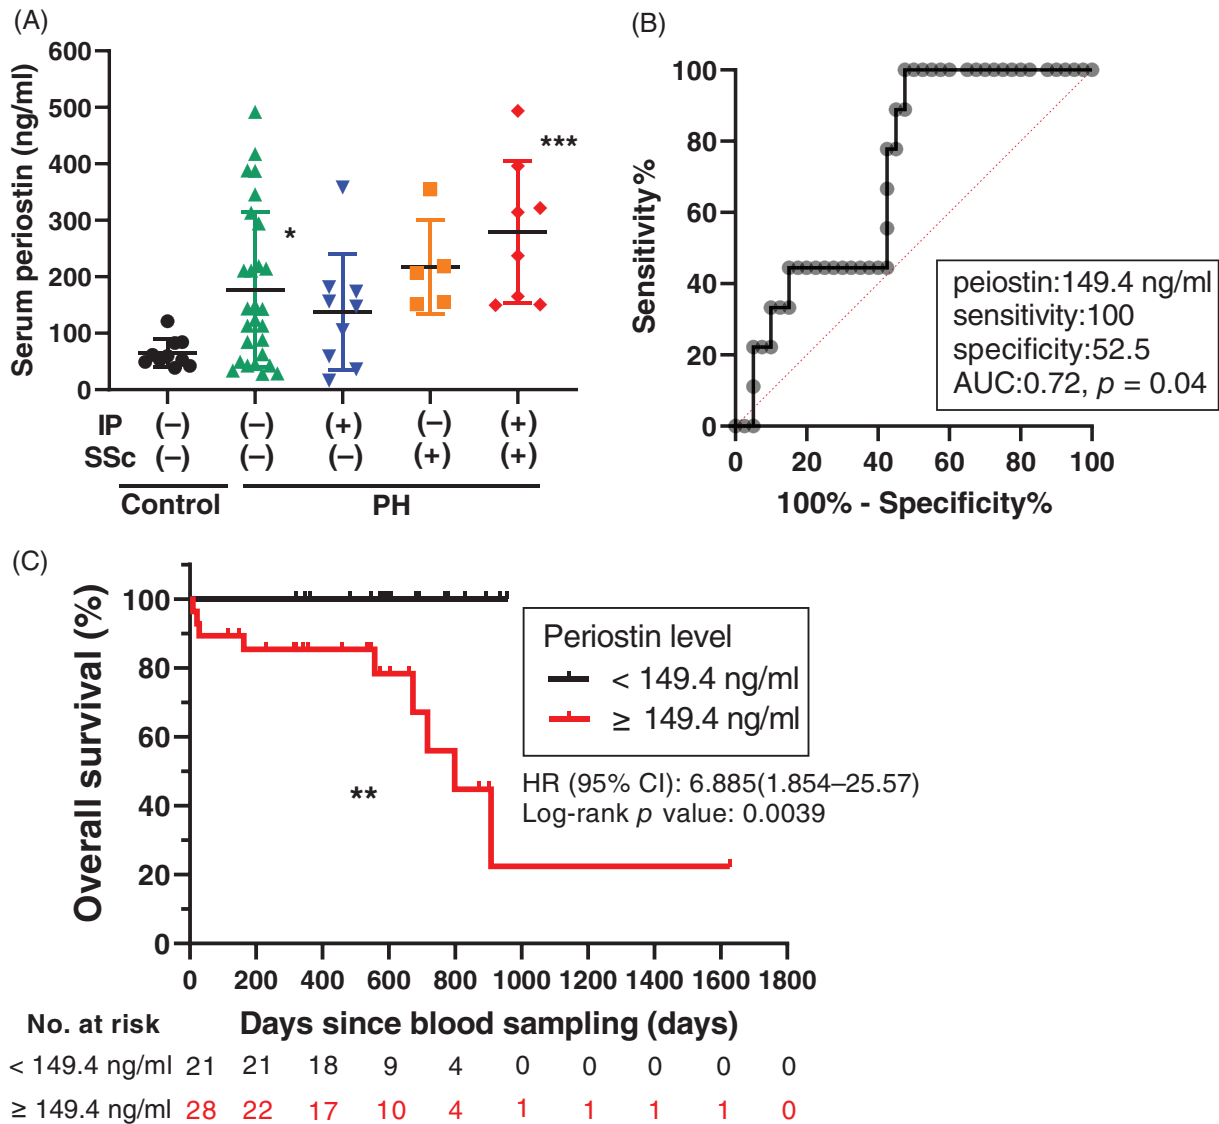 (A)
Serum periostin (ng/ml)
600
500
400
300
200
100
0
*
***
IP (−) (−) (+) (−) (+)
SSc (−) (−) (−) (+) (+)
Control PH
(B)
Sensitivity%
100
80
60
40
20
0
peiostin:149.4 ng/ml
sensitivity:100
specificity:52.5
AUC:0.72, p = 0.04
0 20 40 60 80 100
100% - Specificity%
(C)
Overall survival (%)
100
80
60
40
20
0
Periostin level
< 149.4 ng/ml
≥ 149.4 ng/ml
HR (95% CI): 6.885(1.854–25.57)
Log-rank p value: 0.0039
**
0 200 400 600 800 1000 1200 1400 1600 1800
No. at risk Days since blood sampling (days)
< 149.4 ng/ml 21 21 18 9 4 0 0 0 0 0
≥ 149.4 ng/ml 28 22 17 10 4 1 1 1 1 0